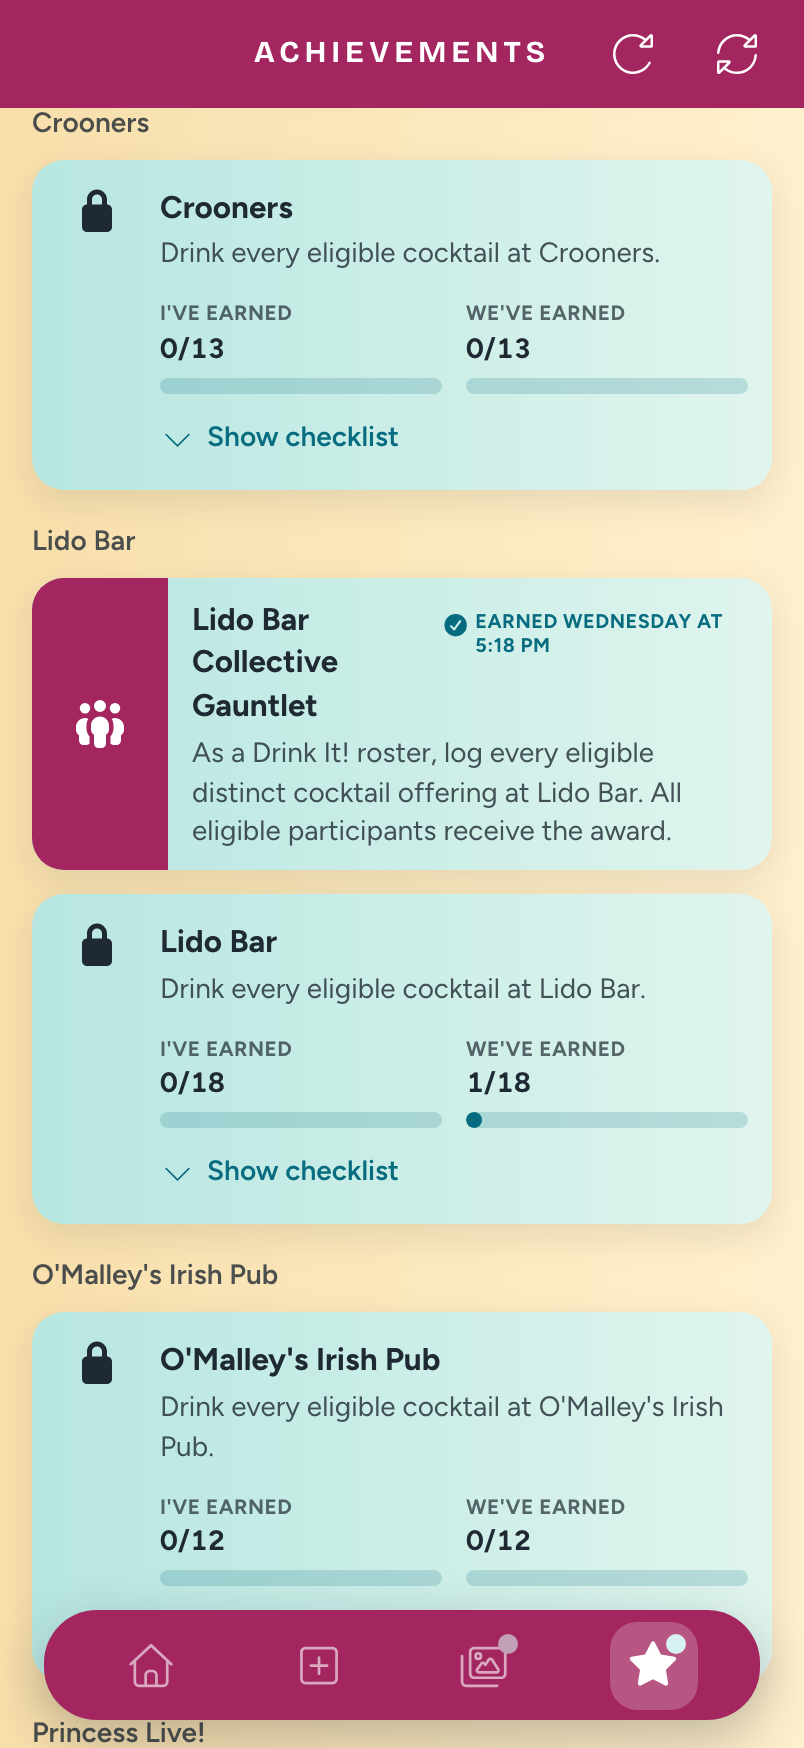 ACHIEVEMENTS
Crooners
Crooners
Drink every eligible cocktail at Crooners.
I'VE EARNED
0/13
WE'VE EARNED
0/13
Show checklist
Lido Bar
Lido Bar
Collective
Gauntlet
EARNED WEDNESDAY AT
5:18 PM
As a Drink It! roster, log every eligible
distinct cocktail offering at Lido Bar. All
eligible participants receive the award.
Lido Bar
Drink every eligible cocktail at Lido Bar.
I'VE EARNED
0/18
WE'VE EARNED
1/18
Show checklist
O'Malley's Irish Pub
O'Malley's Irish Pub
Drink every eligible cocktail at O'Malley's Irish
Pub.
I'VE EARNED
0/12
WE'VE EARNED
0/12
Princess Live!